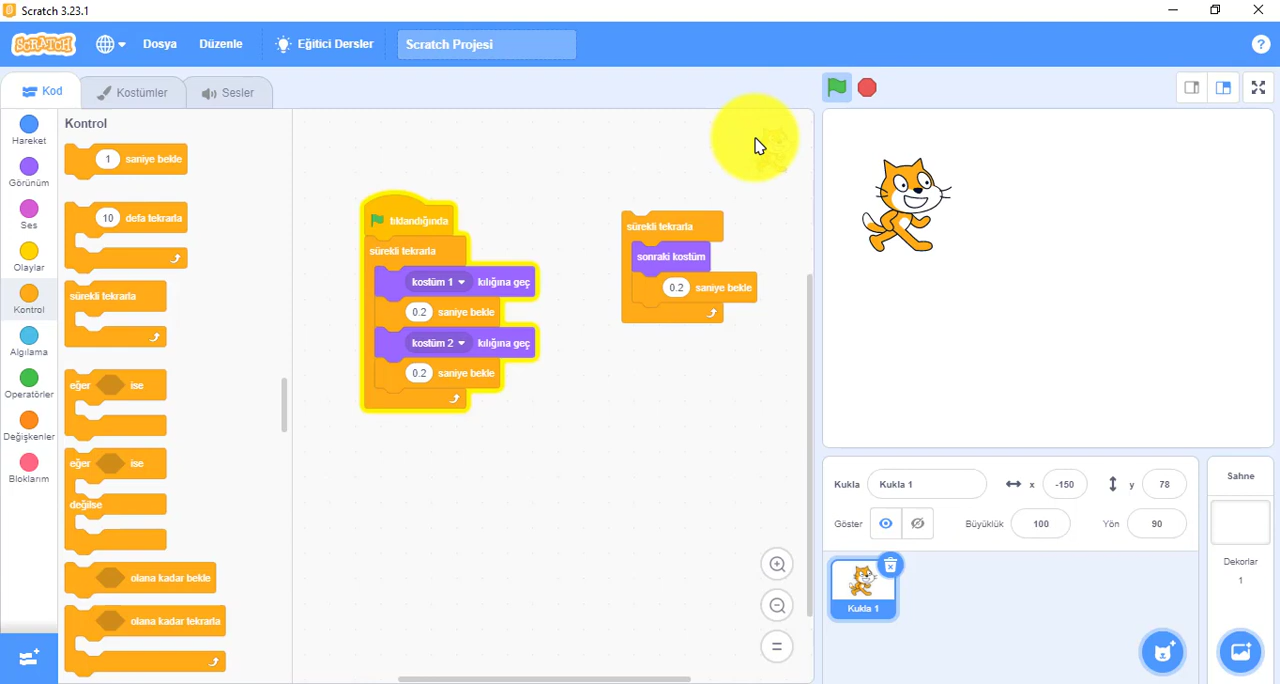 Scratch 3.23.1
SCRATCH Dosya Düzenle Eğitici Dersler Scratch Projesi ?
Kod Kostümler Sesler
Hareket
Görünüm
Ses
Olaylar
Kontrol
Algılama
Operatörler
Değişkenler
Bloklarım
Kontrol
1 saniye bekle
10 defa tekrarla
sürekli tekrarla
eğer ise
eğer ise
değilse
olana kadar bekle
olana kadar tekrarla
tıklandığında
sürekli tekrarla
kostüm 1 kılığına geç
0.2 saniye bekle
kostüm 2 kılığına geç
0.2 saniye bekle
sürekli tekrarla
sonraki kostüm
0.2 saniye bekle
Kukla Kukla 1 x -150 y 78
Göster Büyüklük 100 Yön 90
Kukla 1
Sahne
Dekorlar
1